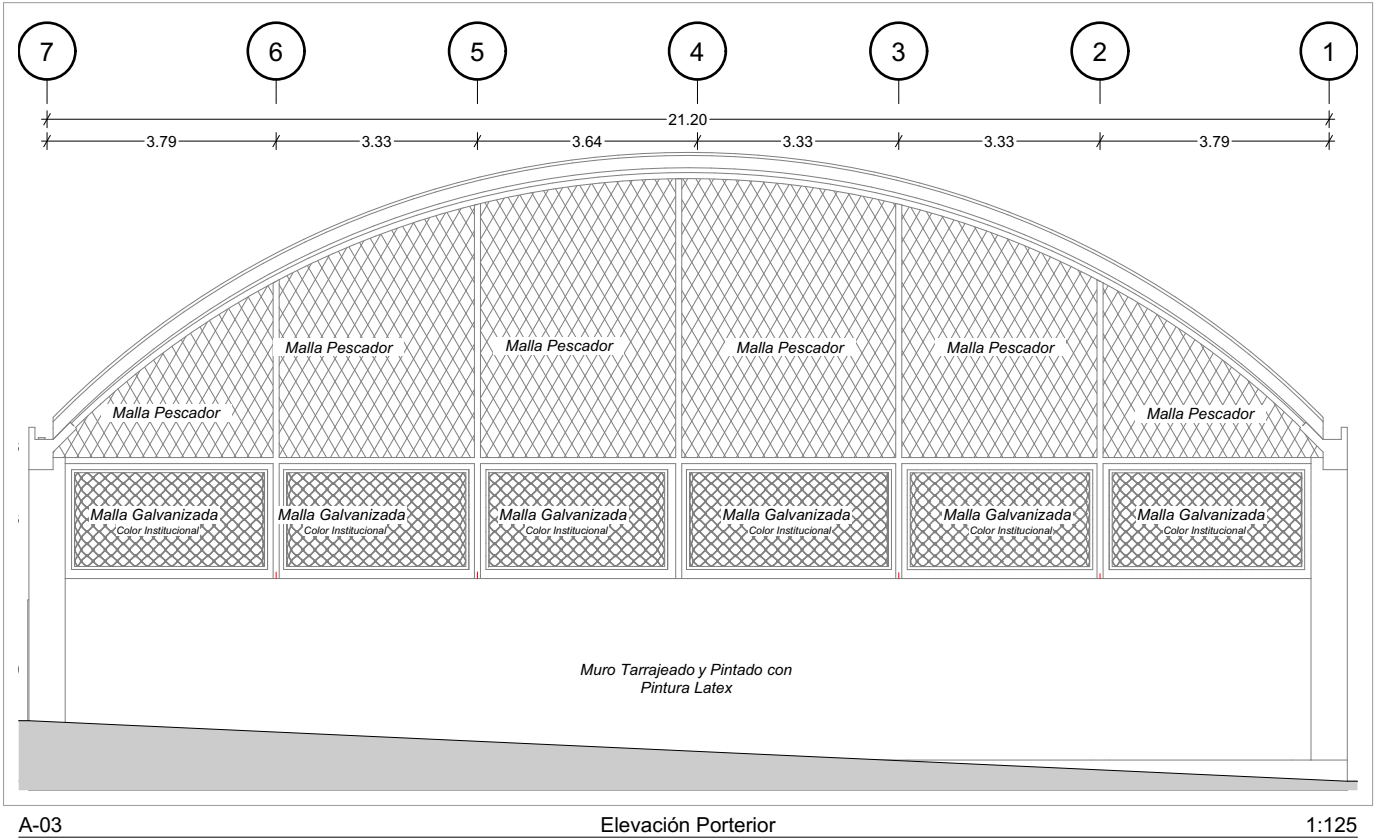 7 6 5 4 3 2 1
21.20
3.79 3.33 3.64 3.33 3.33 3.79
Malla Pescador Malla Pescador Malla Pescador Malla Pescador
Malla Pescador Malla Pescador
Malla Galvanizada Malla Galvanizada Malla Galvanizada Malla Galvanizada Malla Galvanizada Malla Galvanizada
Color Institucional Color Institucional Color Institucional Color Institucional Color Institucional Color Institucional
Muro Tarrajeado y Pintado con
Pintura Latex
A-03 Elevación Porterior 1:125